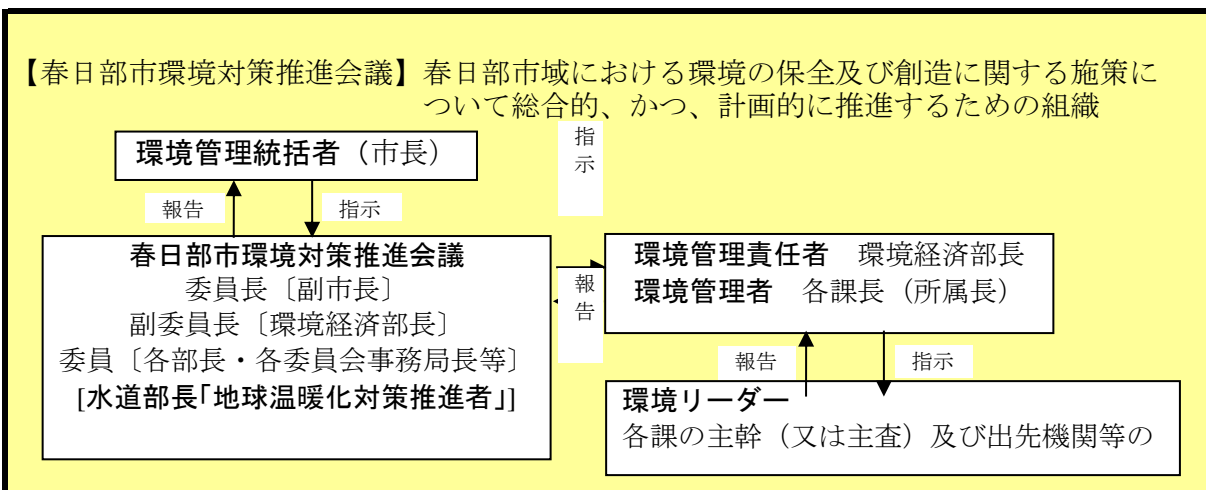 【春日部市環境対策推進会議】春日部市域における環境の保全及び創造に関する施策に
ついて総合的、かつ、計画的に推進するための組織
環境管理統括者（市長）
報告
指示
春日部市環境対策推進会議
委員長〔副市長〕
副委員長〔環境経済部長〕
委員〔各部長・各委員会事務局長等〕
[水道部長「地球温暖化対策推進者」]
指示
報告
環境管理責任者　環境経済部長
環境管理者　各課長（所属長）
報告
指示
環境リーダー
各課の主幹（又は主査）及び出先機関等の